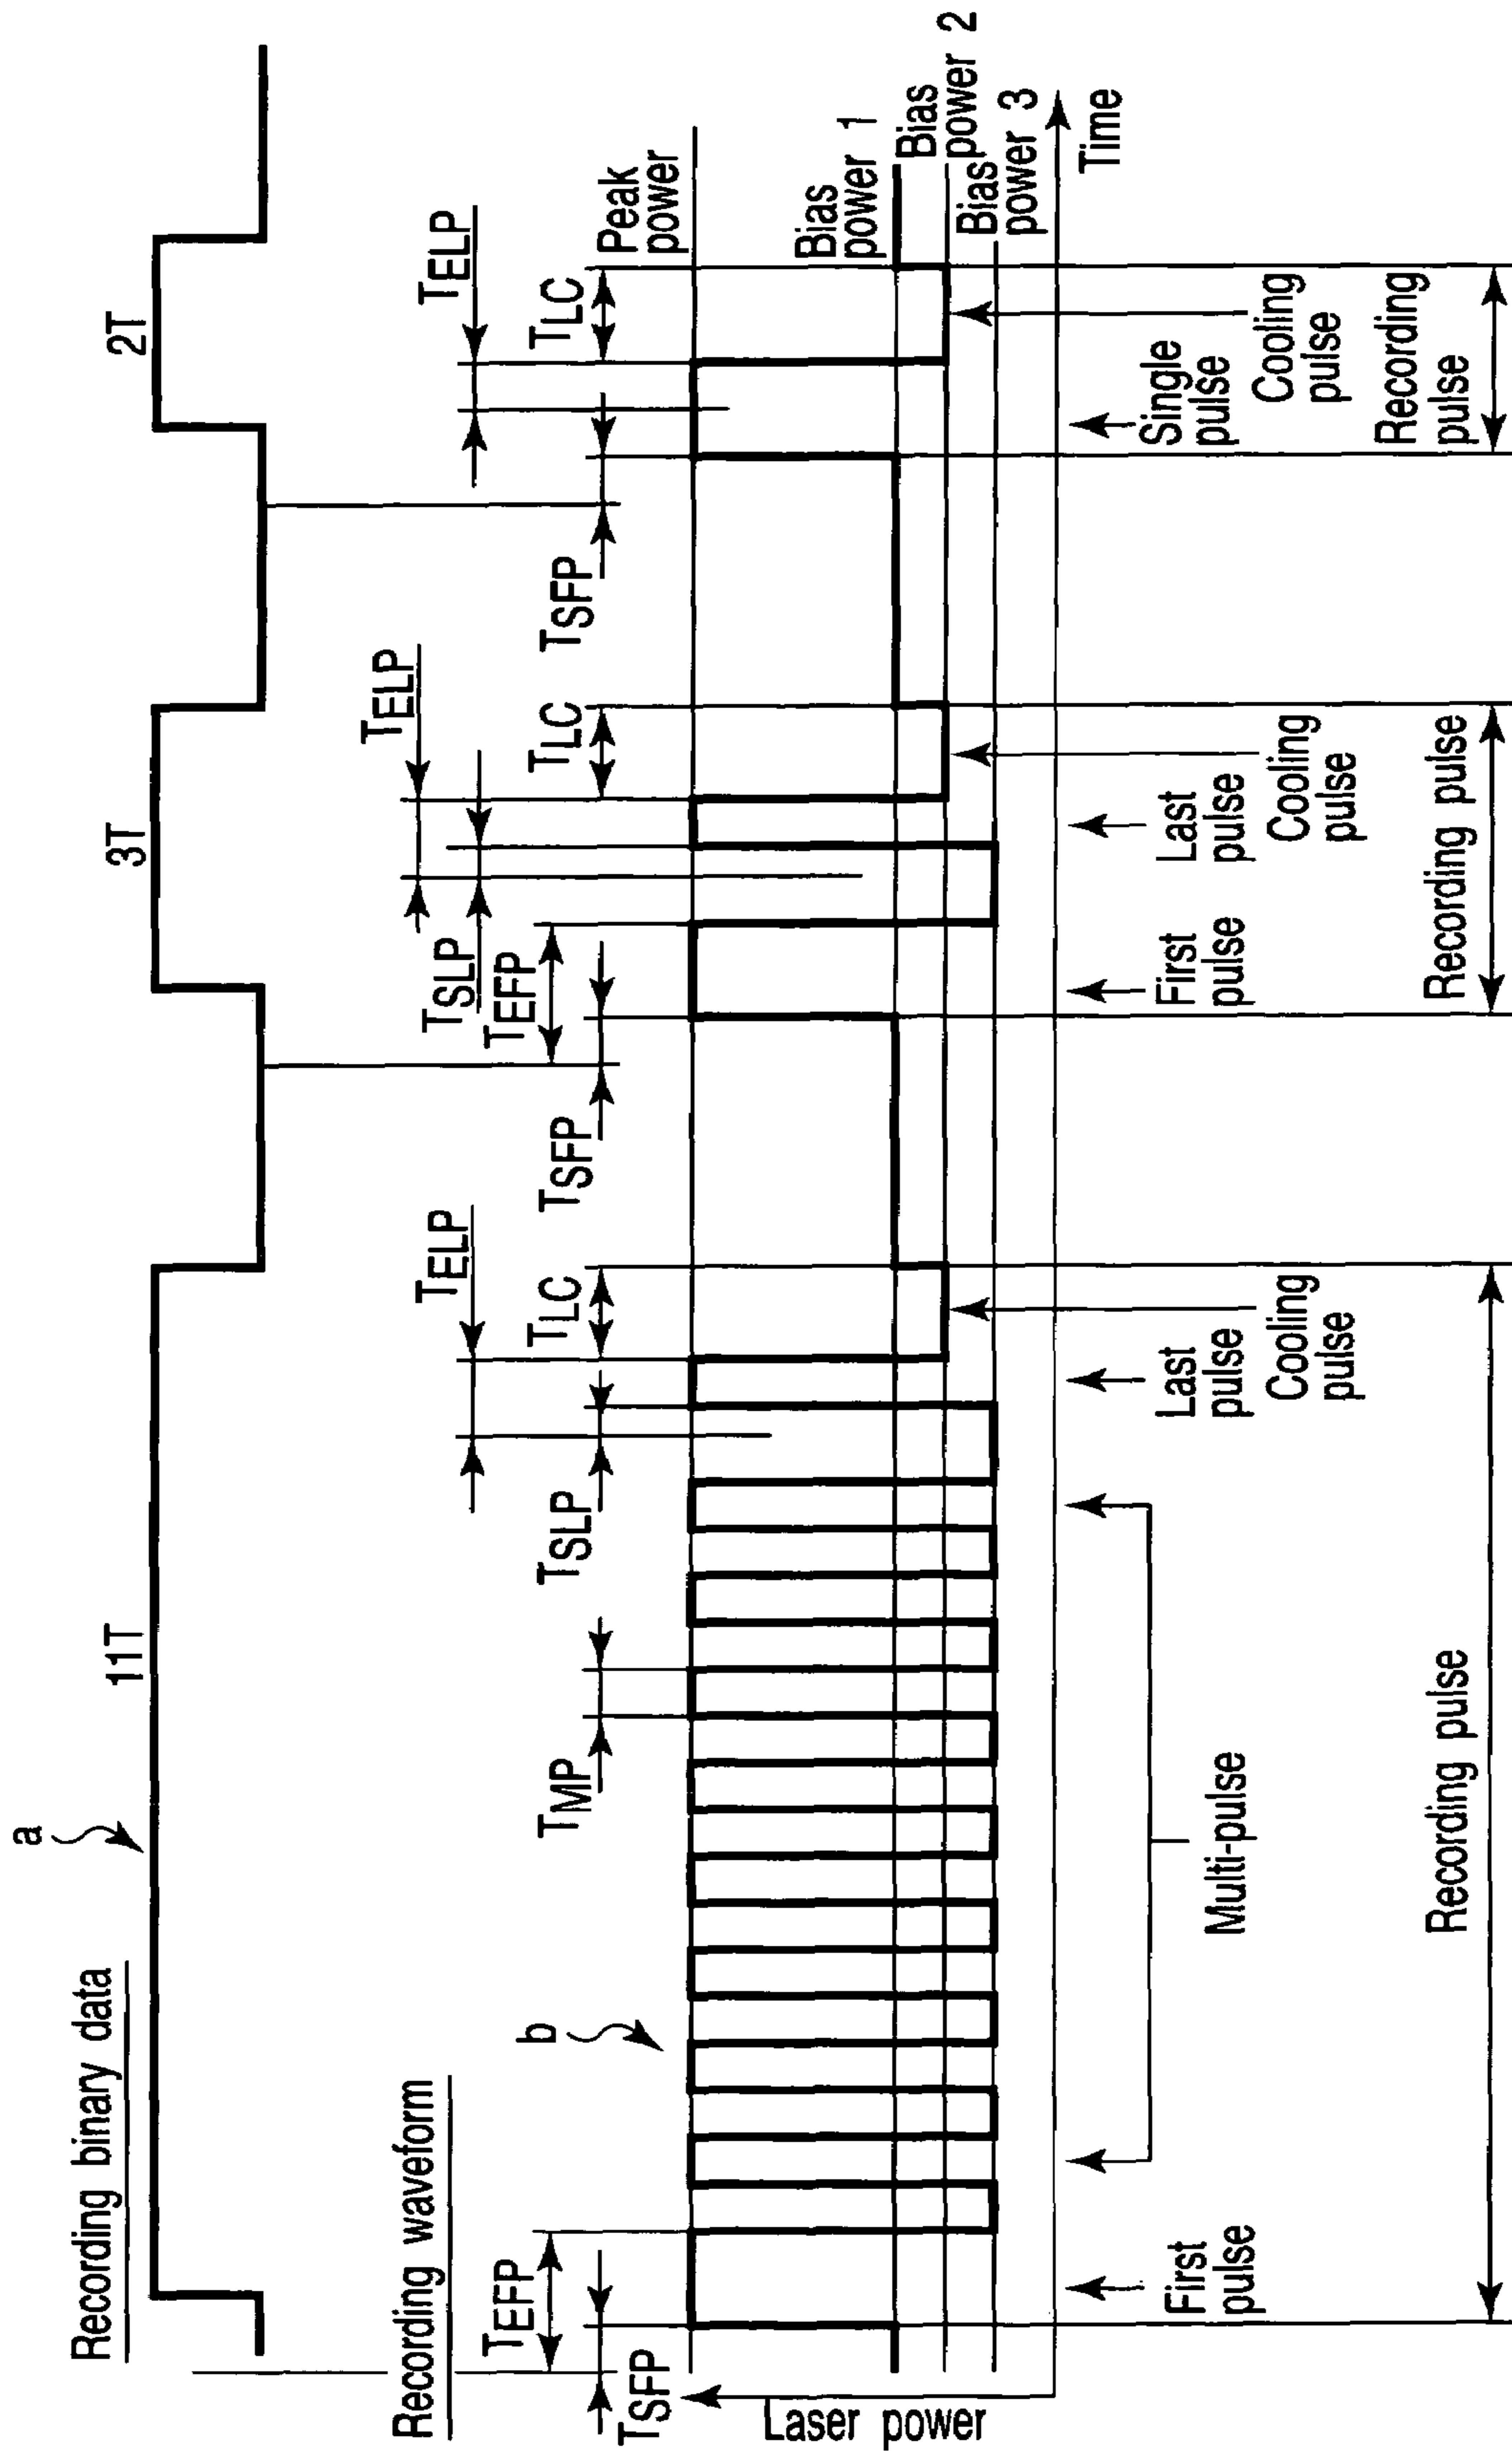 a
Recording binary data
11T
3T
2T
Recording waveform
b
TSFP
TEFP
TMP
TSLP
TELP
TLC
TSFP
TEFP
TSLP
TELP
TLC
TSFP
TELP
TLC
Peak
power
Bias
power 1
Bias
power 2
Bias
power 3
Laser power
Time
First
pulse
Multi-pulse
Last
pulse
Cooling
pulse
First
pulse
Last
pulse
Cooling
pulse
Single
pulse
Cooling
pulse
Recording pulse
Recording pulse
Recording
pulse